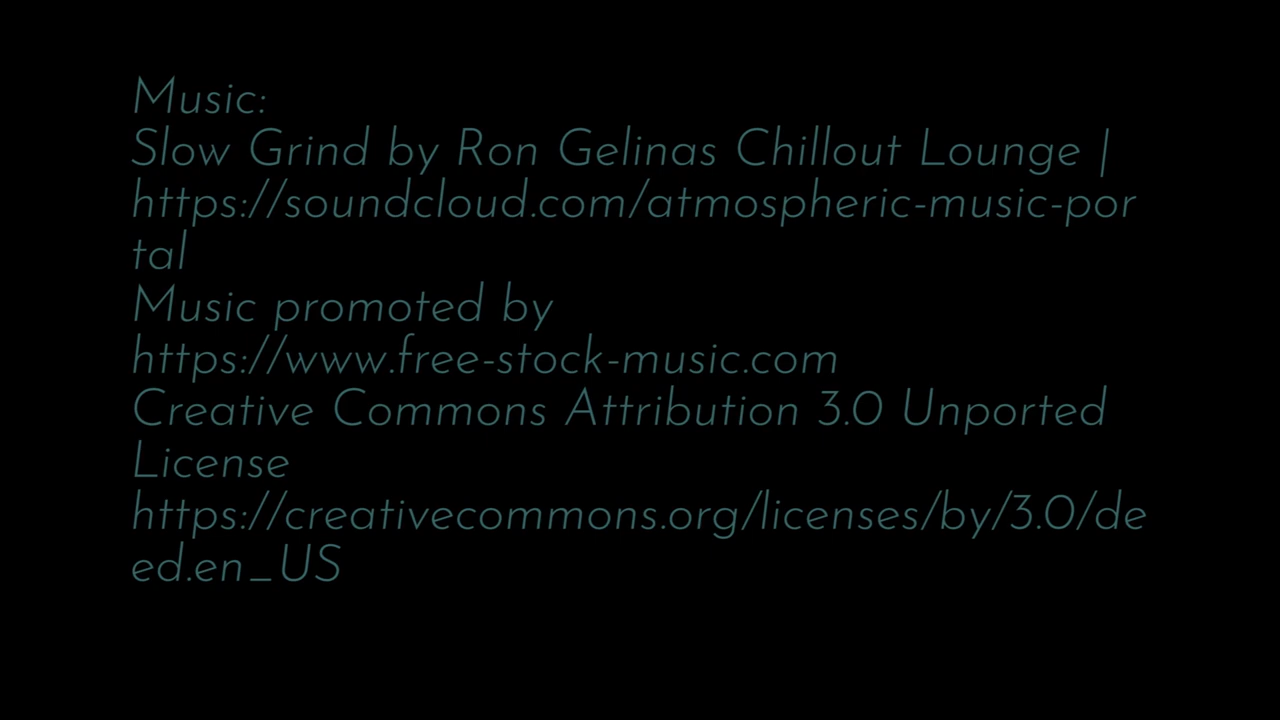 Music:
Slow Grind by Ron Gelinas Chillout Lounge |
https://soundcloud.com/atmospheric-music-por
tal
Music promoted by
https://www.free-stock-music.com
Creative Commons Attribution 3.0 Unported
License
https://creativecommons.org/licenses/by/3.0/de
ed.en_US